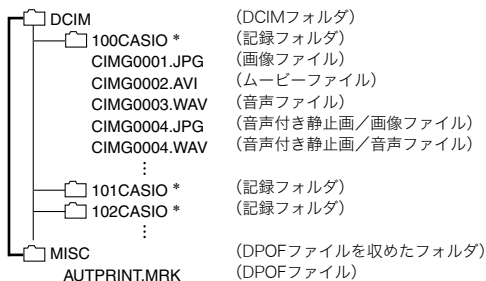 DCIM (DCIMフォルダ)
100CASIO * (記録フォルダ)
CIMG0001.JPG (画像ファイル)
CIMG0002.AVI (ムービーファイル)
CIMG0003.WAV (音声ファイル)
CIMG0004.JPG (音声付き静止画／画像ファイル)
CIMG0004.WAV (音声付き静止画／音声ファイル)
⋮
101CASIO * (記録フォルダ)
102CASIO * (記録フォルダ)
⋮
MISC (DPOFファイルを収めたフォルダ)
AUTPRINT.MRK (DPOFファイル)